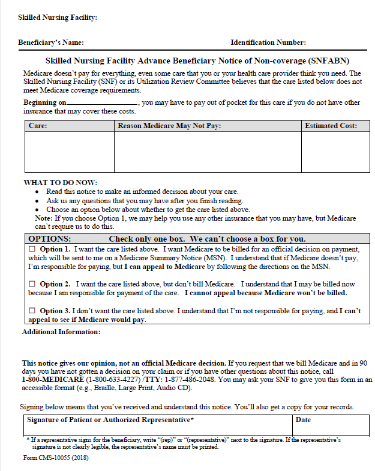 Skilled Nursing Facility:
Beneficiary's Name: Identification Number:
Skilled Nursing Facility Advance Beneficiary Notice of Non-coverage (SNFABN)
Medicare doesn't pay for everything, even some care that you or your health care provider think you need. The
Skilled Nursing Facility (SNF) or its Utilization Review Committee believes that the care listed below does not
meet Medicare coverage requirements.
Beginning on____________, you may have to pay out of pocket for this care if you do not have other
insurance that may cover these costs.
Care: Reason Medicare May Not Pay: Estimated Cost:
WHAT TO DO NOW:
• Read this notice to make an informed decision about your care.
• Ask us any questions that you may have after you finish reading.
• Choose an option below about whether to get the care listed above.
Note: If you choose Option 1, we may help you use any other insurance that you may have, but Medicare
can't require us to do this.
OPTIONS: Check only one box. We can't choose a box for you.
☐ Option 1. I want the care listed above. I want Medicare to be billed for an official decision on payment,
which will be sent to me on a Medicare Summary Notice (MSN). I understand that if Medicare doesn't pay,
I'm responsible for paying, but I can appeal to Medicare by following the directions on the MSN.
☐ Option 2. I want the care listed above, but don't bill Medicare. I understand that I may be billed now
because I am responsible for payment of the care. I cannot appeal because Medicare won't be billed.
☐ Option 3. I don't want the care listed above. I understand that I'm not responsible for paying, and I can't
appeal to see if Medicare would pay.
Additional Information:
This notice gives our opinion, not an official Medicare decision. If you request that we bill Medicare and in 90
days you have not gotten a decision on your claim or if you have other questions about this notice, call
1-800-MEDICARE (1-800-633-4227) /TTY: 1-877-486-2048. You may ask your SNF to give you this form in an
accessible format (e.g., Braille, Large Print, Audio CD).
Signing below means that you've received and understand this notice. You'll also get a copy for your records.
Signature of Patient or Authorized Representative* Date
* If a representative signs for the beneficiary, write "(rep)" or "(representative)" next to the signature. If the representative's
signature is not clearly legible, the representative's name must be printed.
Form CMS-10055 (2018)